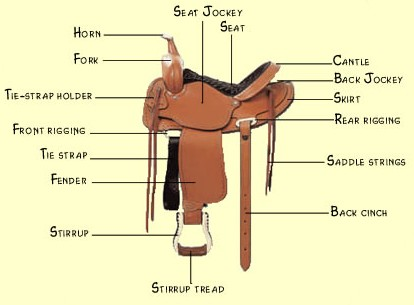 Seat Jockey
Horn
Seat
Fork
Cantle
Back Jockey
Tie-strap holder
Skirt
Rear rigging
Front rigging
Tie strap
Saddle strings
Fender
Back cinch
Stirrup
Stirrup tread